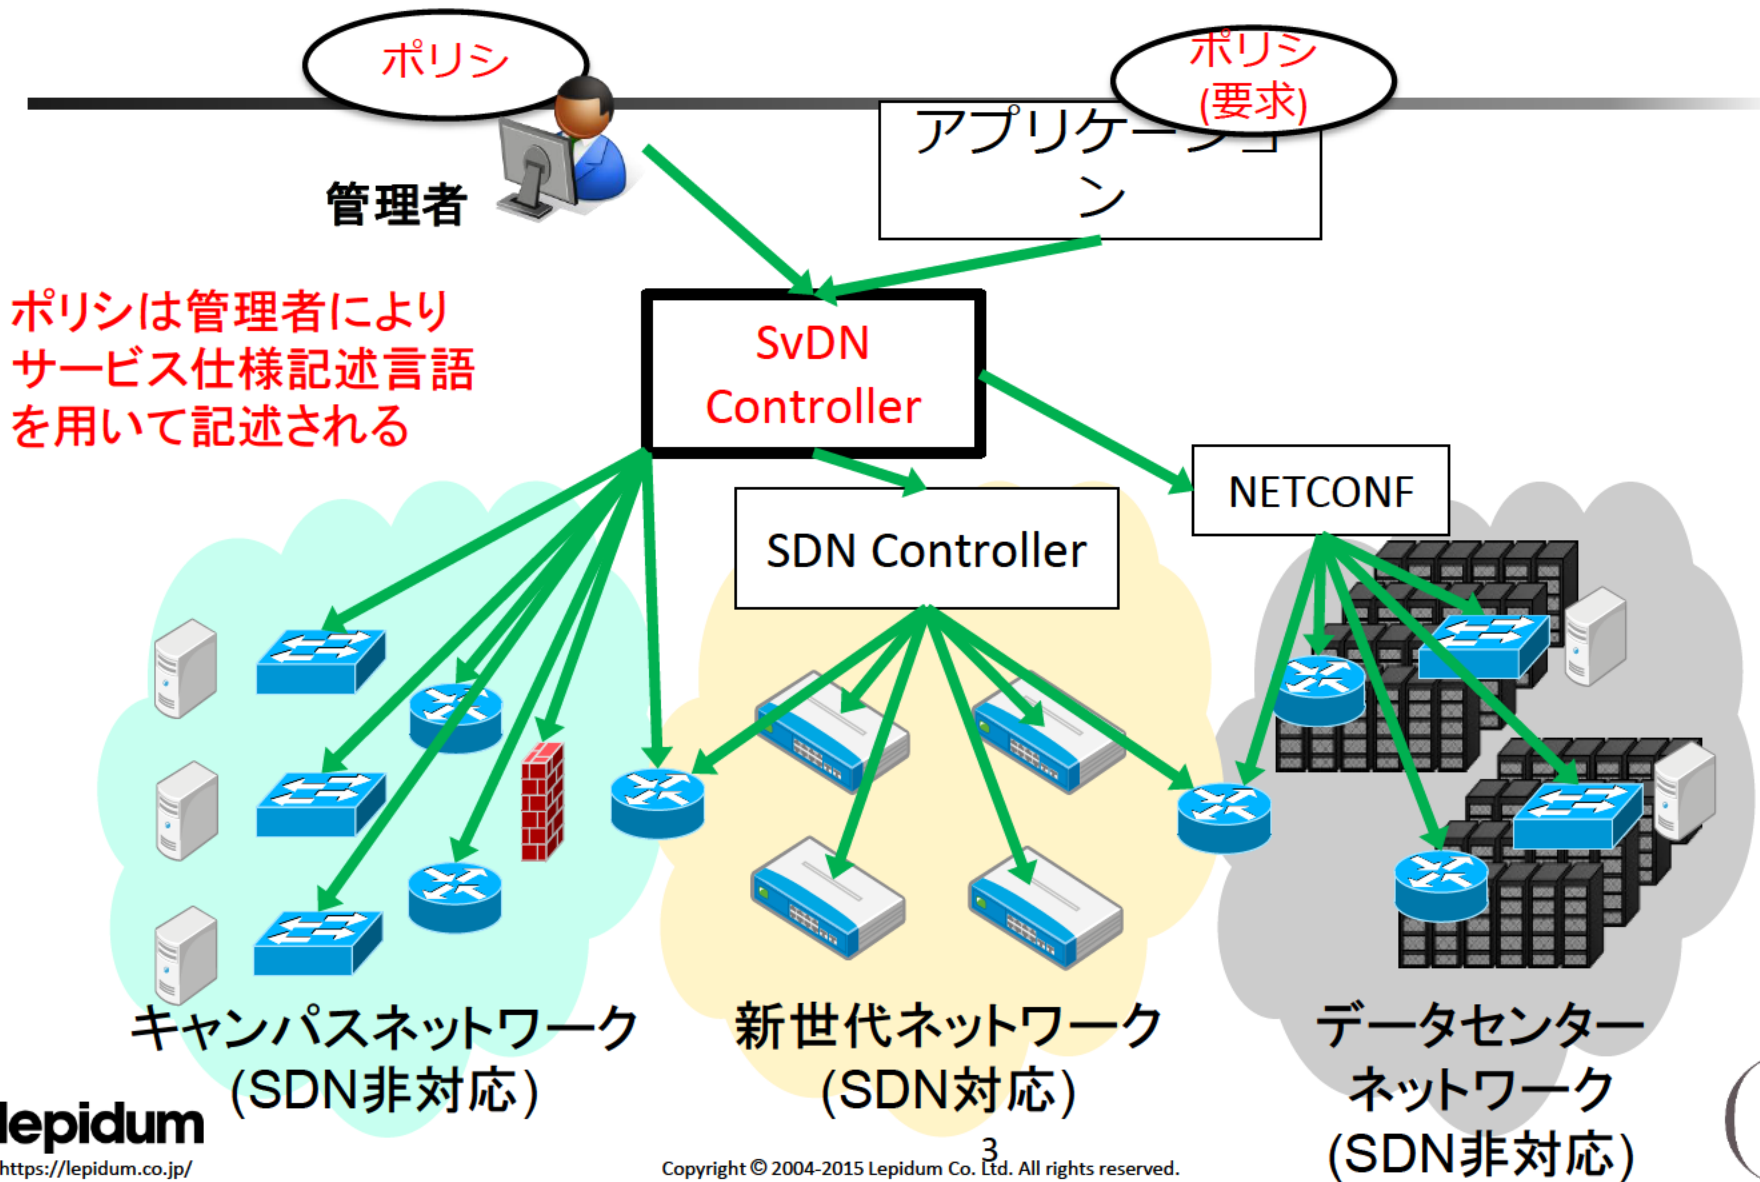 ポリシ
ポリシ
(要求)
アプリケーショ
ン
管理者
ポリシは管理者により
サービス仕様記述言語
を用いて記述される
SvDN
Controller
SDN Controller
NETCONF
キャンパスネットワーク
(SDN非対応)
新世代ネットワーク
(SDN対応)
データセンター
ネットワーク
(SDN非対応)
lepidum
https://lepidum.co.jp/
3
Copyright © 2004-2015 Lepidum Co. Ltd. All rights reserved.